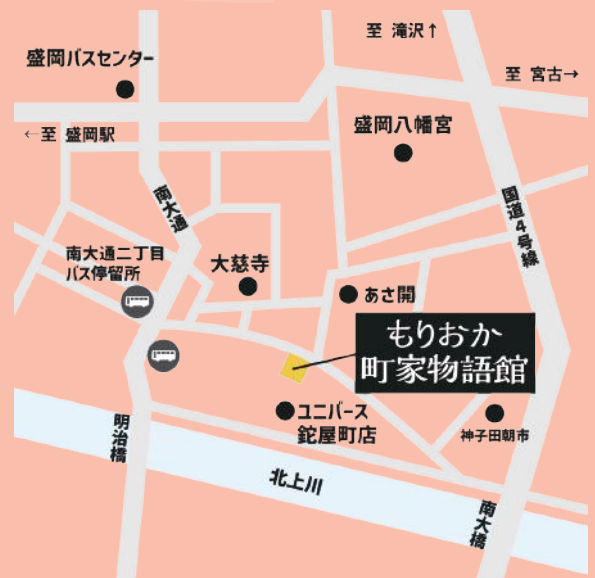 至 滝沢↑
盛岡バスセンター
至 宮古→
盛岡八幡宮
←至 盛岡駅
南大通
国道4号線
南大通二丁目
バス停留所
大慈寺
あさ開
もりおか
町家物語館
ユニバース
鉈屋町店
神子田朝市
明治橋
北上川
南大橋